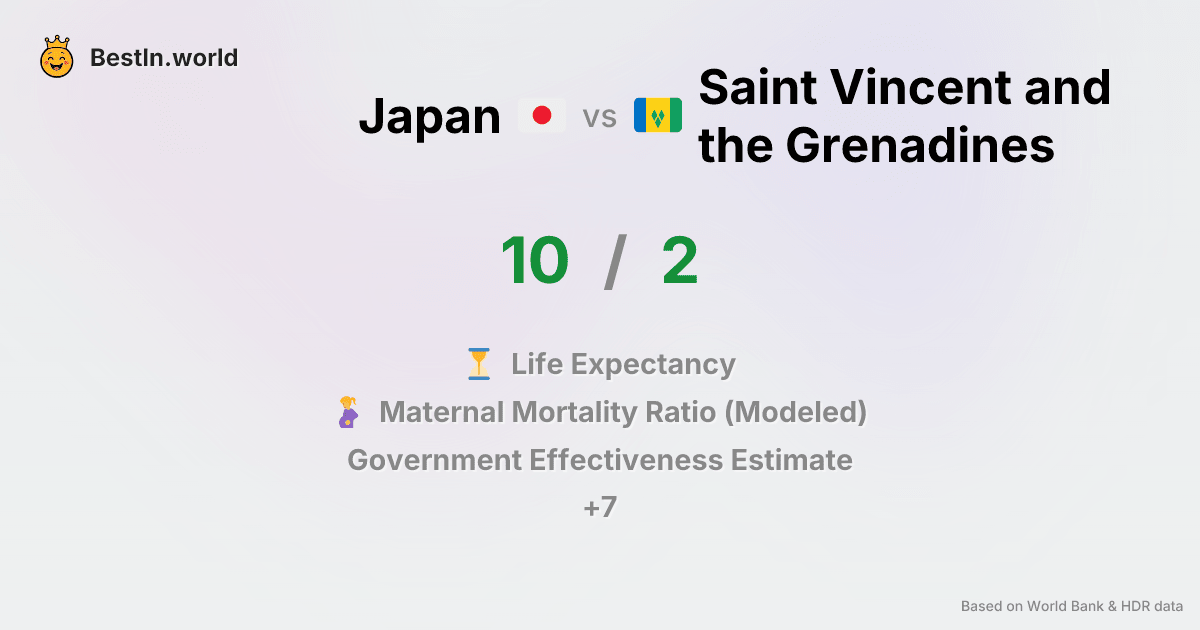 BestIn.world
Japan vs Saint Vincent and
the Grenadines
10 / 2
Life Expectancy
Maternal Mortality Ratio (Modeled)
Government Effectiveness Estimate
+7
Based on World Bank & HDR data